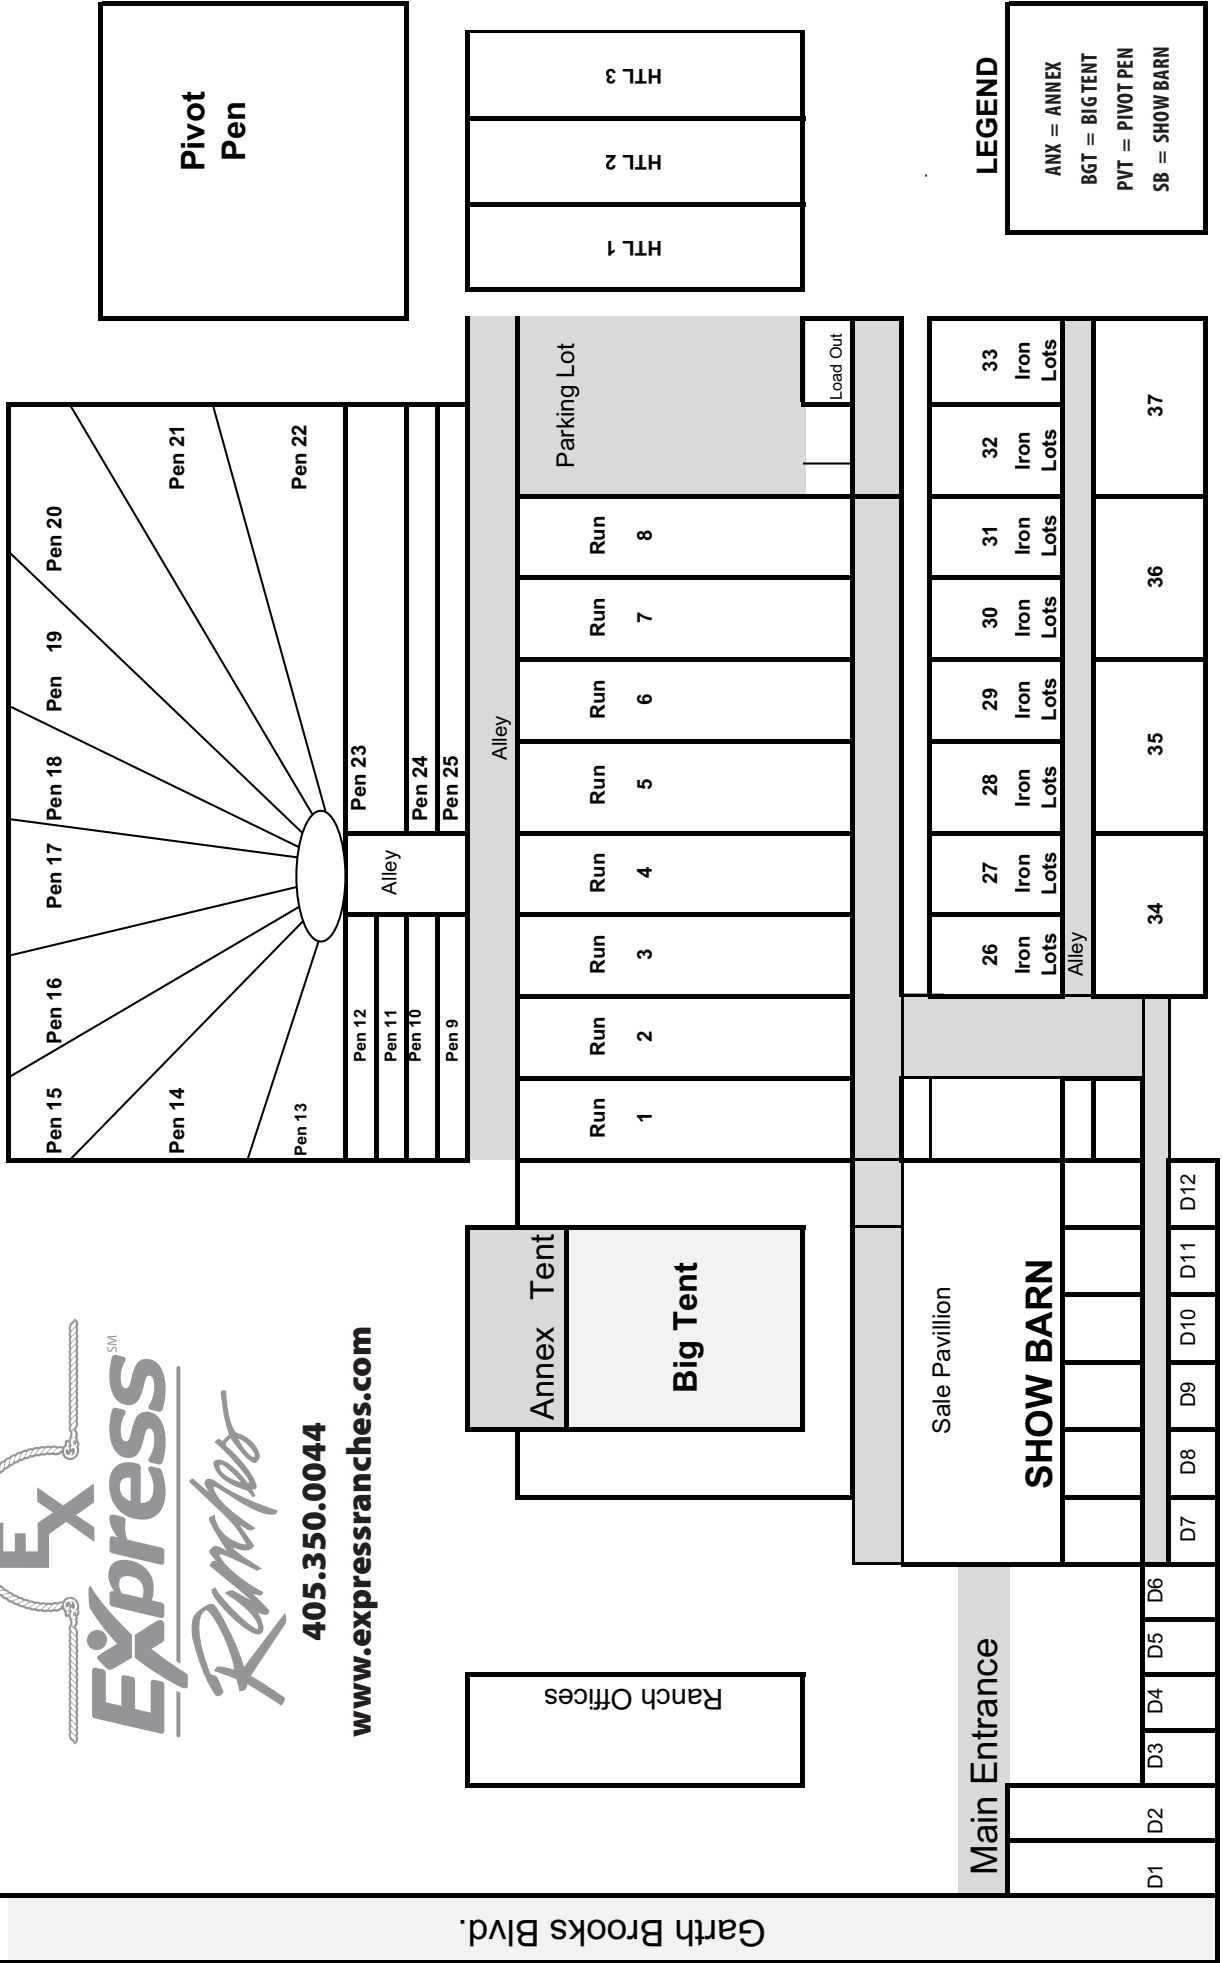 E
X
Express SM
Ranches
405.350.0044
www.expressranches.com
Pen 15
Pen 16
Pen 17
Pen 18
Pen 19
Pen 20
Pen 14
Pen 21
Pen 13
Pen 22
Pen 12
Pen 11
Pen 10
Pen 9
Alley
Pen 23
Pen 24
Pen 25
Pivot
Pen
Alley
Annex Tent
Big Tent
Run
1
Run
2
Run
3
Run
4
Run
5
Run
6
Run
7
Run
8
Parking Lot
Load Out
HTL 1
HTL 2
HTL 3
Ranch Offices
Garth Brooks Blvd.
Main Entrance
Sale Pavillion
SHOW BARN
26
Iron
Lots
27
Iron
Lots
28
Iron
Lots
29
Iron
Lots
30
Iron
Lots
31
Iron
Lots
32
Iron
Lots
33
Iron
Lots
Alley
34
35
36
37
D1
D2
D3
D4
D5
D6
D7
D8
D9
D10
D11
D12
LEGEND
ANX = ANNEX
BGT = BIG TENT
PVT = PIVOT PEN
SB = SHOW BARN